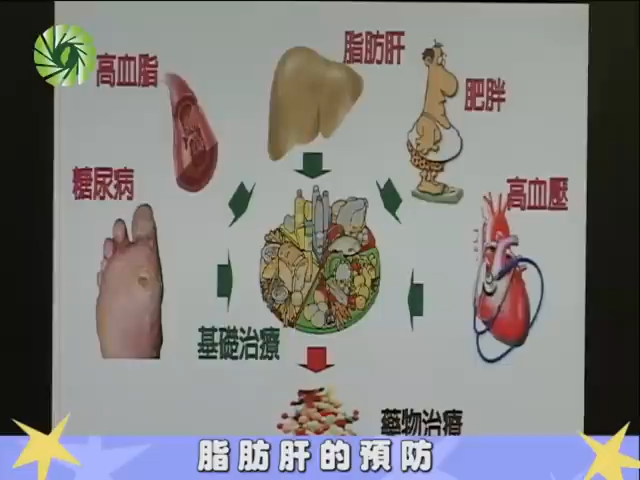 脂肪肝
高血脂
肥胖
糖尿病
高血壓
基礎治療
藥物治療
脂肪肝的預防